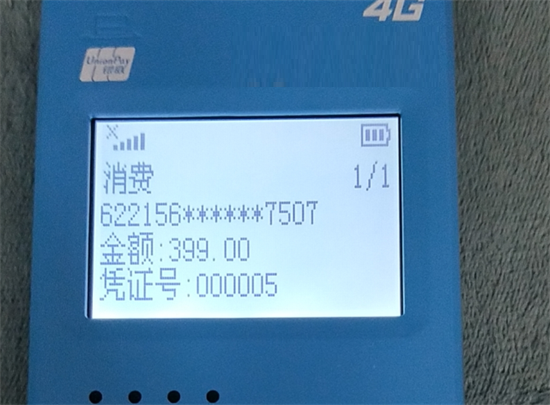 4G
UnionPay
银联
消费 1/1
622156******7507
金额:399.00
凭证号:000005